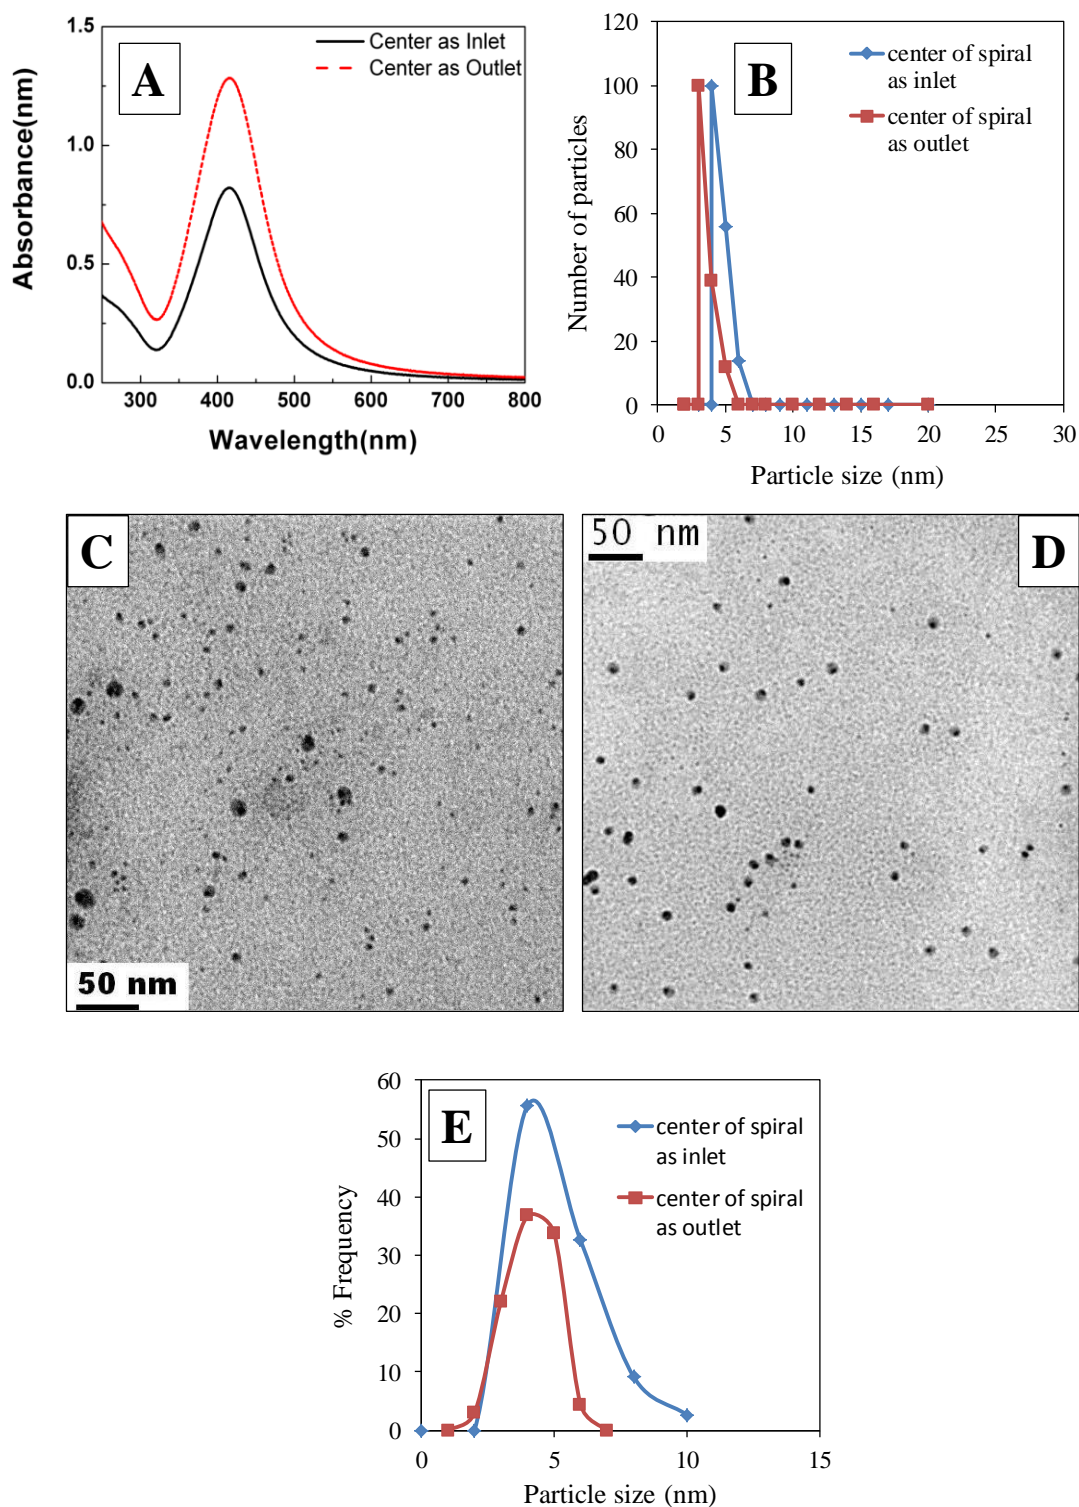 A
Center as Inlet
Center as Outlet
Absorbance(nm)
1.5
1.0
0.5
0.0
300 400 500 600 700 800
Wavelength(nm)
B
center of spiral
as inlet
center of spiral
as outlet
Number of particles
120
100
80
60
40
20
0
0 5 10 15 20 25 30
Particle size (nm)
C
50 nm
50 nm
D
E
center of spiral
as inlet
center of spiral
as outlet
% Frequency
60
50
40
30
20
10
0
0 5 10 15
Particle size (nm)